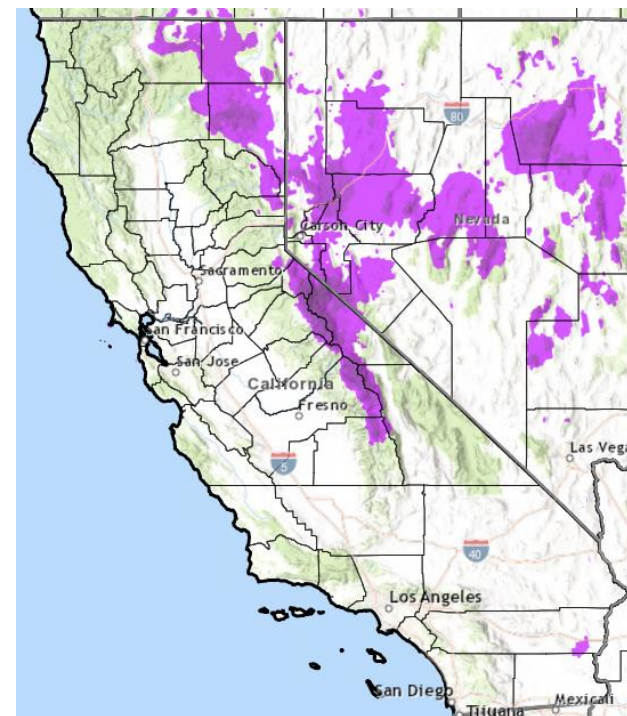 80
Nevada
Carson City
Sacramento
San Francisco
San Jose
California
Fresno
5
Las Vega
40
Los Angeles
San Diego
Tijuana
Mexicali